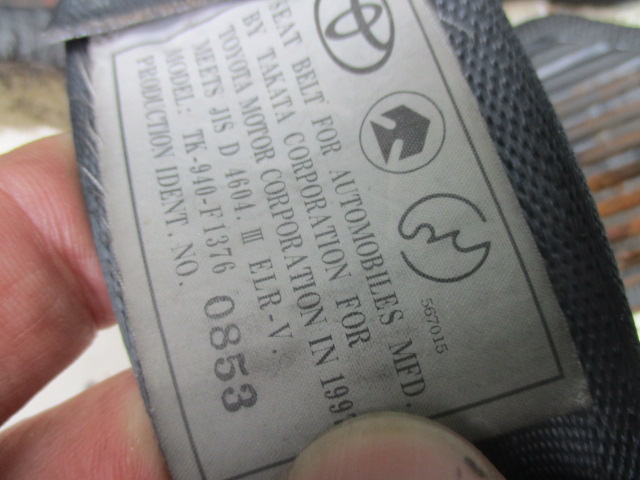 SEAT BELT FOR AUTOMOBILES MFD.
BY TAKATA CORPORATION FOR
TOYOTA MOTOR CORPORATION IN
MEETS JIS D 4604. III ELR-V.
MODEL: TK-940-F1376
PRODUCTION IDENT. NO. 0853
567015